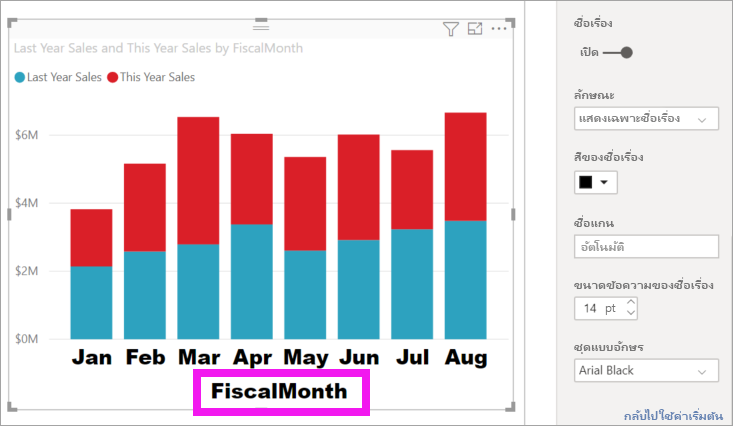 Last Year Sales and This Year Sales by FiscalMonth
Last Year Sales This Year Sales
$6M
$4M
$2M
$0M
Jan Feb Mar Apr May Jun Jul Aug
FiscalMonth
ชื่อเรื่อง
เปิด
ลักษณะ
แสดงเฉพาะชื่อเรื่อง
สีของชื่อเรื่อง
ชื่อแกน
อัตโนมัติ
ขนาดข้อความของชื่อเรื่อง
14 pt
ชุดแบบอักษร
Arial Black
กลับไปใช้ค่าเริ่มต้น